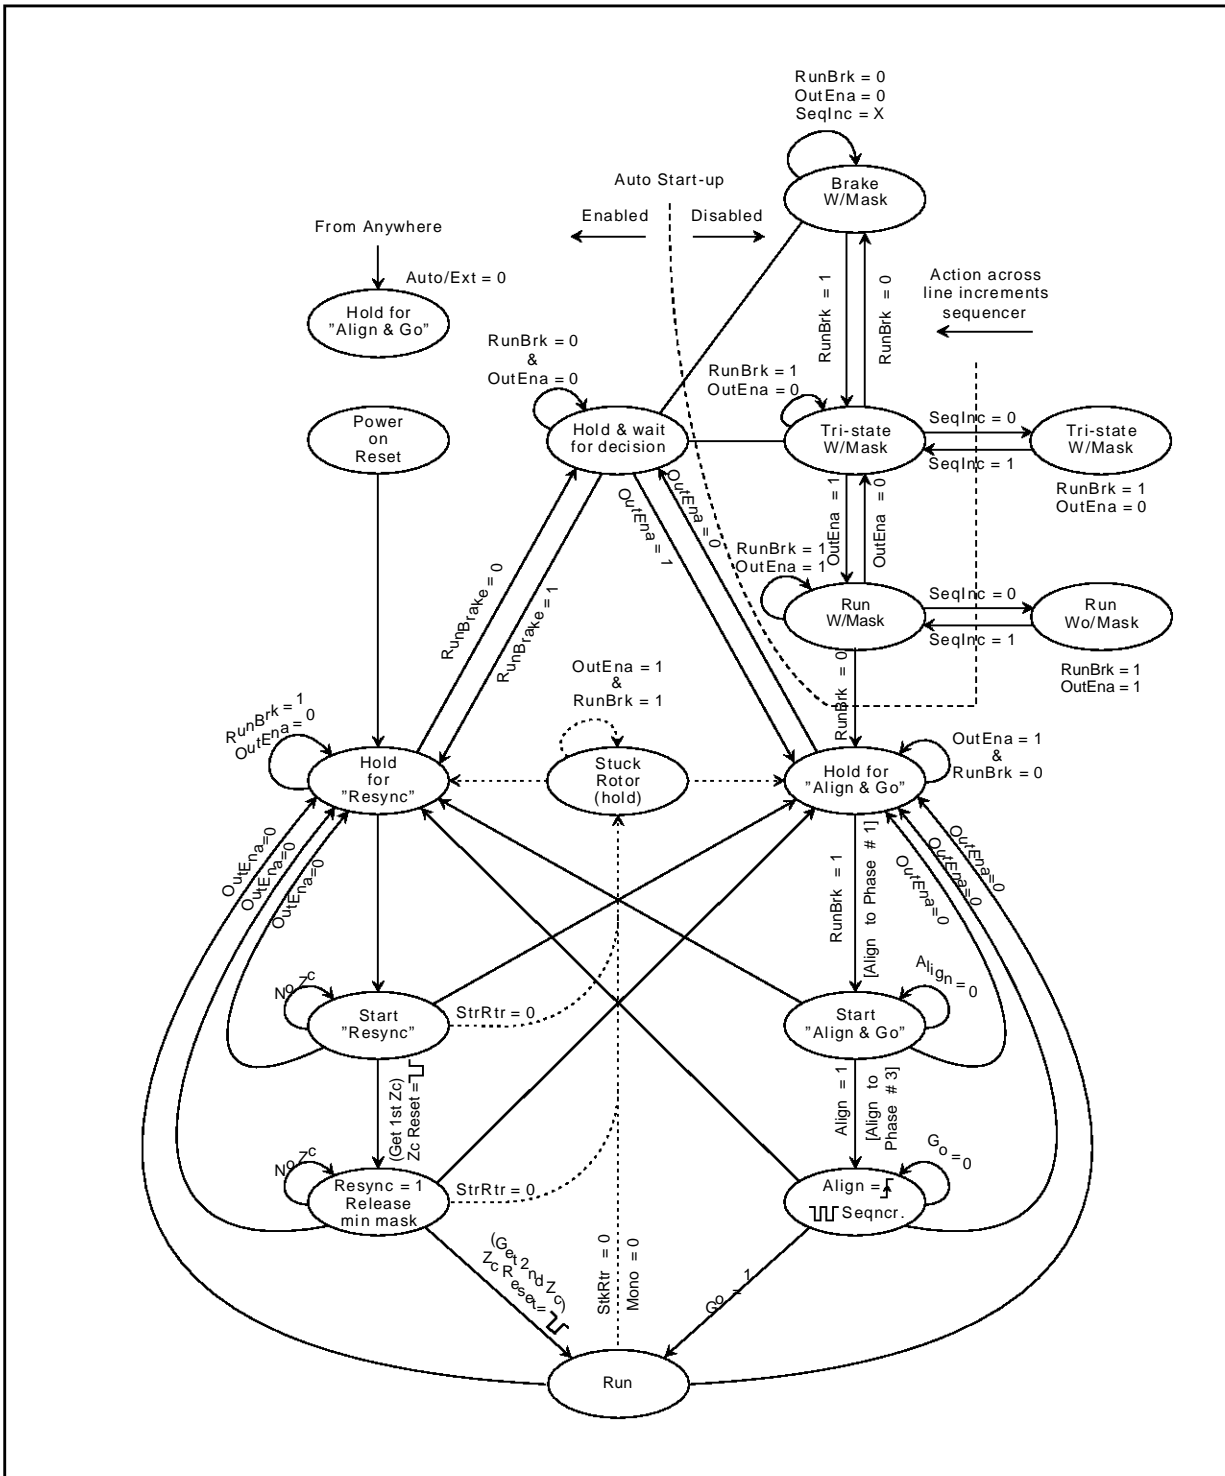 RunBrk = 0
OutEna = 0
SeqInc = X
Auto Start-up
Enabled
Disabled
Brake
W/Mask
From Anywhere
Auto/Ext = 0
Hold for
"Align & Go"
RunBrk = 1
RunBrk = 0
Action across
line increments
sequencer
RunBrk = 0
&
OutEna = 0
RunBrk = 1
OutEna = 0
Power
on
Reset
Hold & wait
for decision
Tri-state
W/Mask
SeqInc = 0
SeqInc = 1
Tri-state
W/Mask
RunBrk = 1
OutEna = 0
OutEna = 1
OutEna = 0
OutEna = 1
OutEna = 0
RunBrk = 1
OutEna = 1
Run
W/Mask
SeqInc = 0
SeqInc = 1
Run
Wo/Mask
RunBrk = 1
OutEna = 1
RunBrake = 0
RunBrake = 1
RunBrk = 0
OutEna = 1
&
RunBrk = 1
RunBrk = 1
OutEna = 0
Hold
for
"Resync"
Stuck
Rotor
(hold)
Hold for
"Align & Go"
OutEna = 1
&
RunBrk = 0
OutEna=0
OutEna=0
OutEna=0
RunBrk = 1
[Align to Phase # 1]
OutEna=0
OutEna=0
OutEna=0
No Zc
Start
"Resync"
StrRtr = 0
Align = 0
Start
"Align & Go"
(Get 1st Zc)
Zc Reset =
Align = 1
[Align to
Phase # 3]
No Zc
Resync = 1
Release
min mask
StrRtr = 0
Go = 0
Align =
Seqncr.
(Get 2nd Zc)
Zc Reset =
StkRtr = 0
Mono = 0
Go = 1
Run